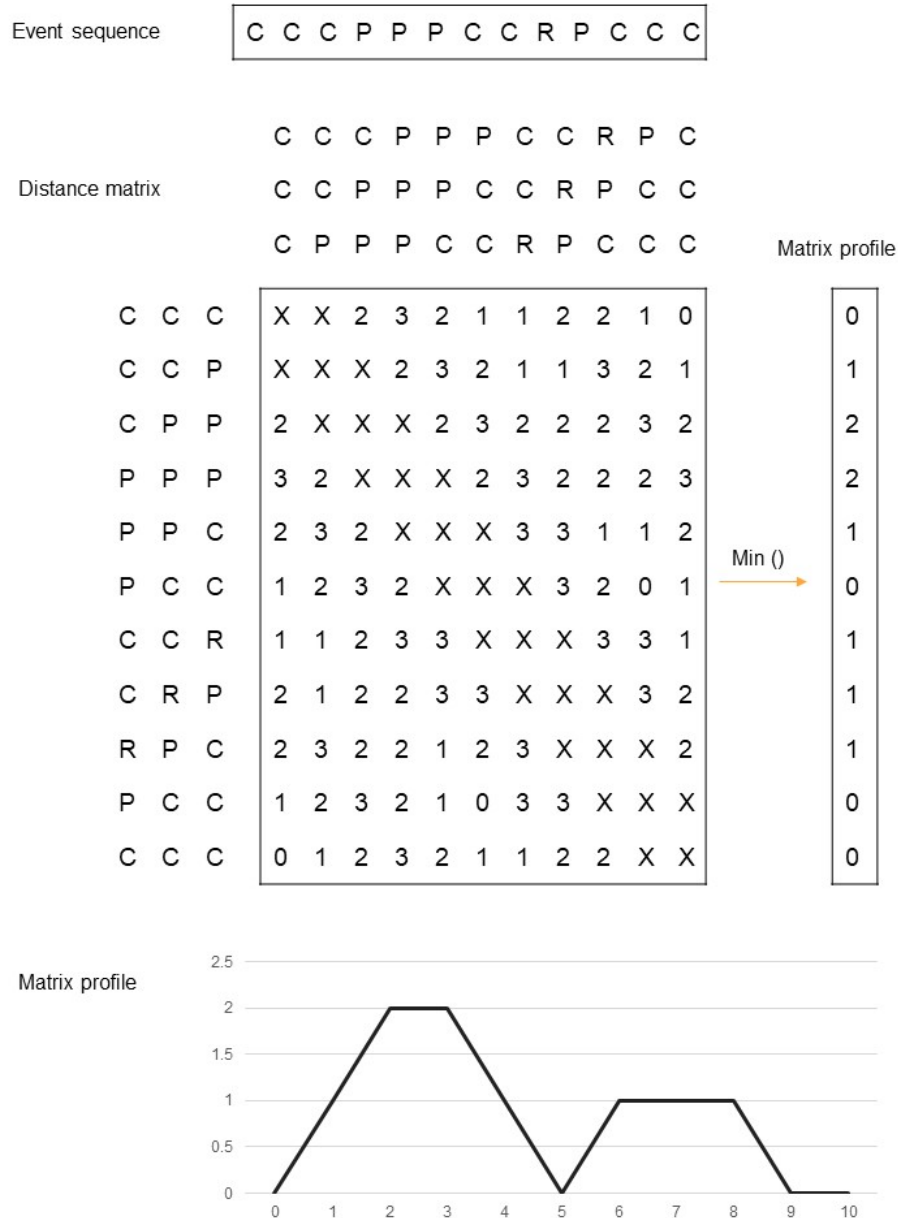 Event sequence C C C P P P C C R P C C C
C C C P P P C C R P C
Distance matrix C C P P P C C R P C C
C P P P C C R P C C C
Matrix profile
C C C X X 2 3 2 1 1 2 2 1 0 0
C C P X X X 2 3 2 1 1 3 2 1 1
C P P 2 X X X 2 3 2 2 2 3 2 2
P P P 3 2 X X X 2 3 2 2 2 3 2
P P C 2 3 2 X X X 3 3 1 1 2 1
Min ()
P C C 1 2 3 2 X X X 3 2 0 1 0
C C R 1 1 2 3 3 X X X 3 3 1 1
C R P 2 1 2 2 3 3 X X X 3 2 1
R P C 2 3 2 2 1 2 3 X X X 2 1
P C C 1 2 3 2 1 0 3 3 X X X 0
C C C 0 1 2 3 2 1 1 2 2 X X 0
Matrix profile
2.5
2
1.5
1
0.5
0
0 1 2 3 4 5 6 7 8 9 10